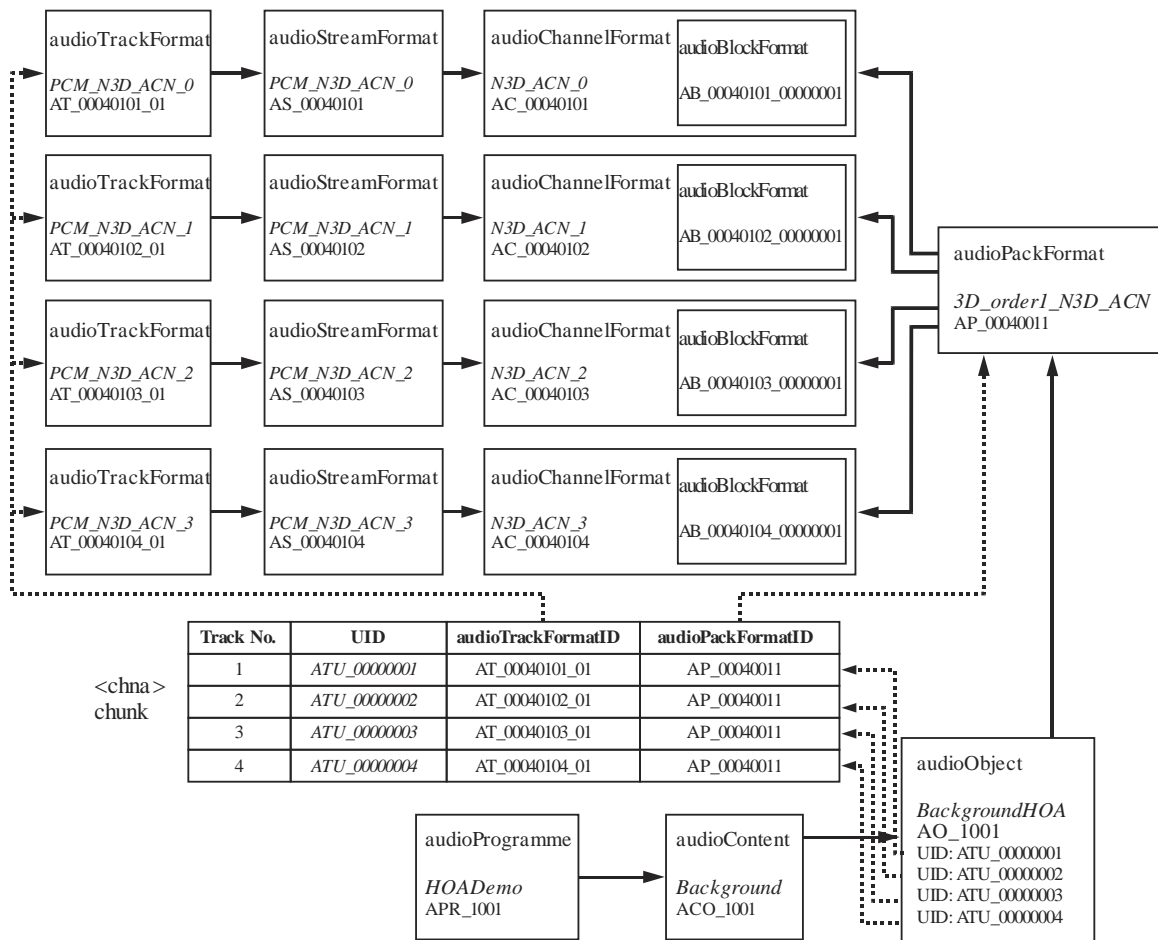 audioTrackFormat
PCM_N3D_ACN_0
AT_00040101_01
audioStreamFormat
PCM_N3D_ACN_0
AS_00040101
audioChannelFormat
N3D_ACN_0
AC_00040101
audioBlockFormat
AB_00040101_00000001
audioTrackFormat
PCM_N3D_ACN_1
AT_00040102_01
audioStreamFormat
PCM_N3D_ACN_1
AS_00040102
audioChannelFormat
N3D_ACN_1
AC_00040102
audioBlockFormat
AB_00040102_00000001
audioPackFormat
3D_order1_N3D_ACN
AP_00040011
audioTrackFormat
PCM_N3D_ACN_2
AT_00040103_01
audioStreamFormat
PCM_N3D_ACN_2
AS_00040103
audioChannelFormat
N3D_ACN_2
AC_00040103
audioBlockFormat
AB_00040103_00000001
audioTrackFormat
PCM_N3D_ACN_3
AT_00040104_01
audioStreamFormat
PCM_N3D_ACN_3
AS_00040104
audioChannelFormat
N3D_ACN_3
AC_00040104
audioBlockFormat
AB_00040104_00000001
<chna>
chunk
Track No. UID audioTrackFormatID audioPackFormatID
1 ATU_00000001 AT_00040101_01 AP_00040011
2 ATU_00000002 AT_00040102_01 AP_00040011
3 ATU_00000003 AT_00040103_01 AP_00040011
4 ATU_00000004 AT_00040104_01 AP_00040011
audioProgramme
HOADemo
APR_1001
audioContent
Background
ACO_1001
audioObject
BackgroundHOA
AO_1001
UID: ATU_00000001
UID: ATU_00000002
UID: ATU_00000003
UID: ATU_00000004